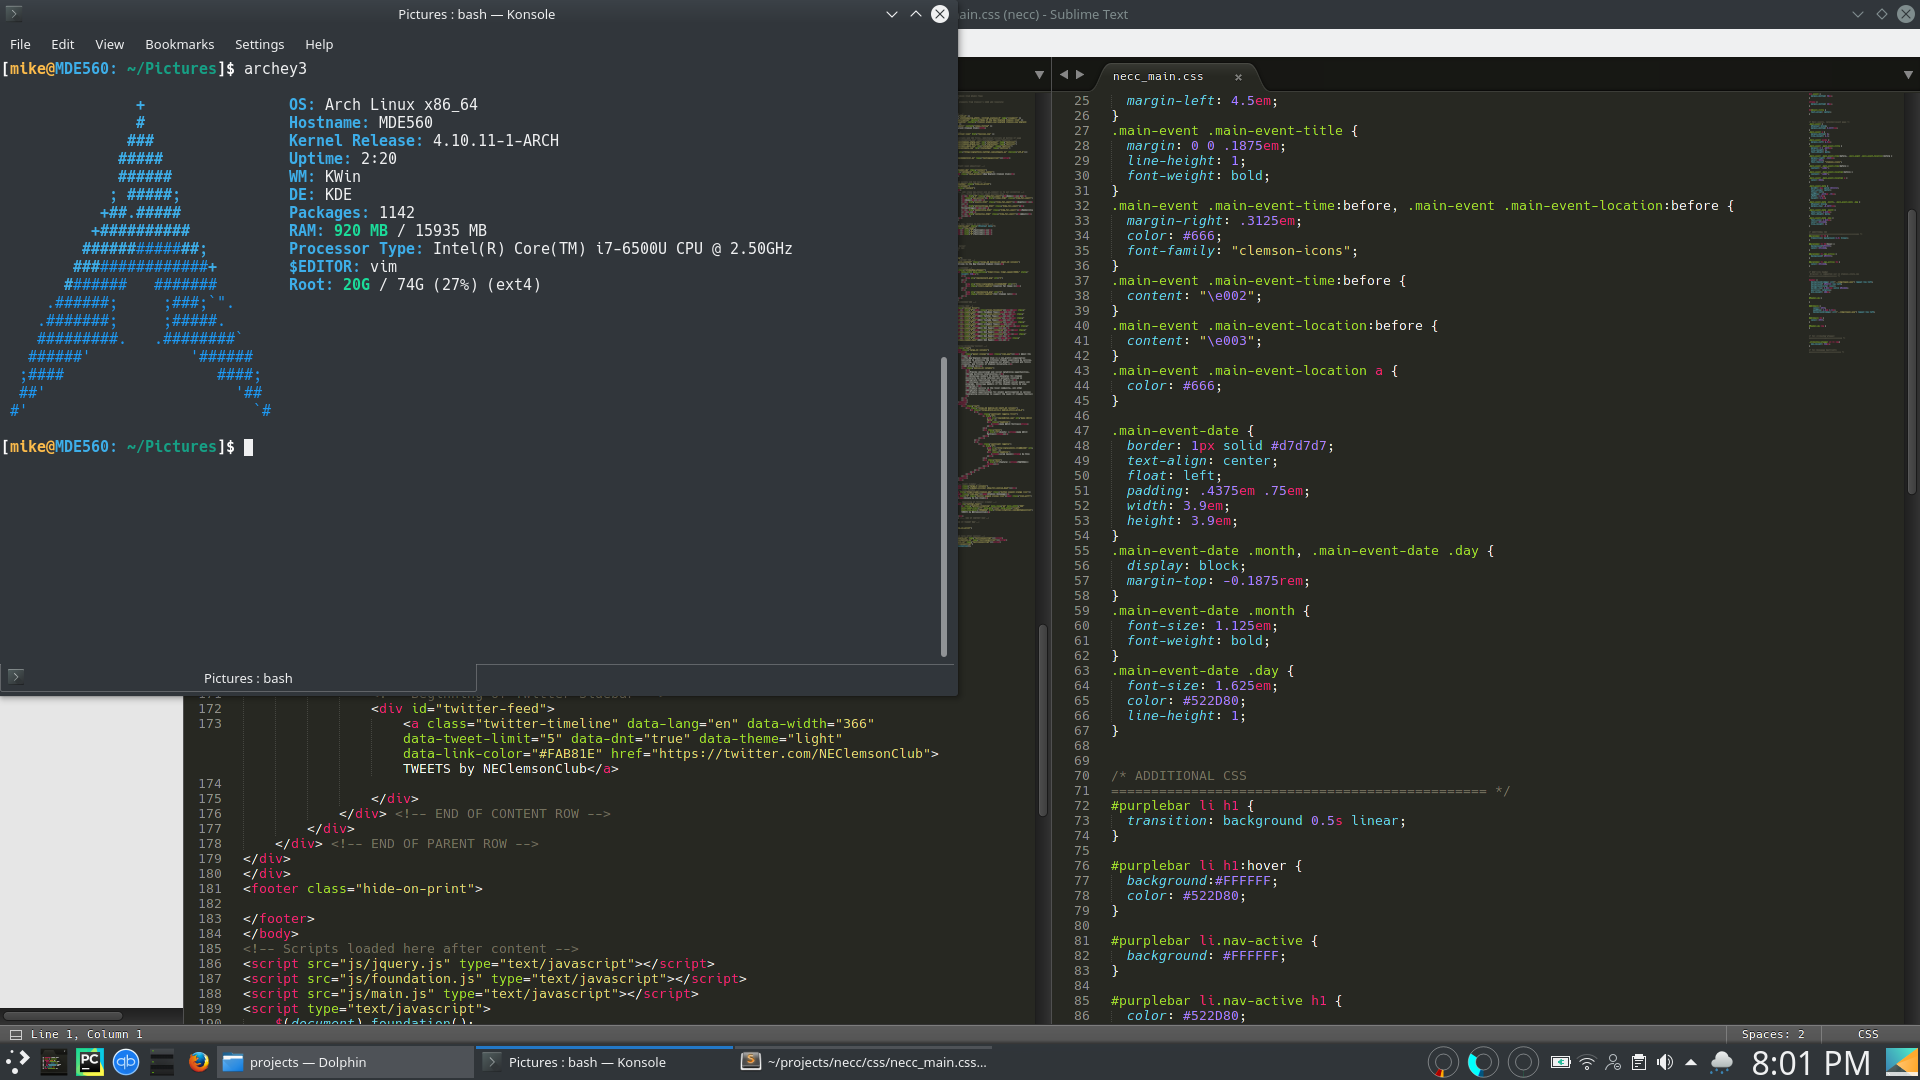 Pictures : bash — Konsole
File Edit View Bookmarks Settings Help
[mike@MDE560: ~/Pictures]$ archey3
+
#
###
#####
######
; #####;
+##.#####
+##########
#############;
###############+
####### #######
.######; ;###;`".
.#######; ;#####.
#########. .########`
######' '######
;#### ####;
##' '##
#' `#
OS: Arch Linux x86_64
Hostname: MDE560
Kernel Release: 4.10.11-1-ARCH
Uptime: 2:20
WM: KWin
DE: KDE
Packages: 1142
RAM: 920 MB / 15935 MB
Processor Type: Intel(R) Core(TM) i7-6500U CPU @ 2.50GHz
$EDITOR: vim
Root: 20G / 74G (27%) (ext4)
[mike@MDE560: ~/Pictures]$
Pictures : bash
main.css (necc) - Sublime Text
necc_main.css ×
25 margin-left: 4.5em;
26 }
27 .main-event .main-event-title {
28 margin: 0 0 .1875em;
29 line-height: 1;
30 font-weight: bold;
31 }
32 .main-event .main-event-time:before, .main-event .main-event-location:before {
33 margin-right: .3125em;
34 color: #666;
35 font-family: "clemson-icons";
36 }
37 .main-event .main-event-time:before {
38 content: "\e002";
39 }
40 .main-event .main-event-location:before {
41 content: "\e003";
42 }
43 .main-event .main-event-location a {
44 color: #666;
45 }
46
47 .main-event-date {
48 border: 1px solid #d7d7d7;
49 text-align: center;
50 float: left;
51 padding: .4375em .75em;
52 width: 3.9em;
53 height: 3.9em;
54 }
55 .main-event-date .month, .main-event-date .day {
56 display: block;
57 margin-top: -0.1875rem;
58 }
59 .main-event-date .month {
60 font-size: 1.125em;
61 font-weight: bold;
62 }
63 .main-event-date .day {
64 font-size: 1.625em;
65 color: #522D80;
66 line-height: 1;
67 }
68
69
70 /* ADDITIONAL CSS
71 =============================================== */
72 #purplebar li h1 {
73 transition: background 0.5s linear;
74 }
75
76 #purplebar li h1:hover {
77 background:#FFFFFF;
78 color: #522D80;
79 }
80
81 #purplebar li.nav-active {
82 background: #FFFFFF;
83 }
84
85 #purplebar li.nav-active h1 {
86 color: #522D80;
172 <div id="twitter-feed">
173 <a class="twitter-timeline" data-lang="en" data-width="366"
data-tweet-limit="5" data-dnt="true" data-theme="light"
data-link-color="#FAB81E" href="https://twitter.com/NEClemsonClub">
TWEETS by NEClemsonClub</a>
174
175 </div>
176 </div> <!-- END OF CONTENT ROW -->
177 </div>
178 </div> <!-- END OF PARENT ROW -->
179 </div>
180 </div>
181 <footer class="hide-on-print">
182
183 </footer>
184 </body>
185 <!-- Scripts loaded here after content -->
186 <script src="js/jquery.js" type="text/javascript"></script>
187 <script src="js/foundation.js" type="text/javascript"></script>
188 <script src="js/main.js" type="text/javascript"></script>
189 <script type="text/javascript">
190 $(document).foundation();
Line 1, Column 1
Spaces: 2 CSS
PC
qb
projects — Dolphin
Pictures : bash — Konsole
~/projects/necc/css/necc_main.css...
8:01 PM